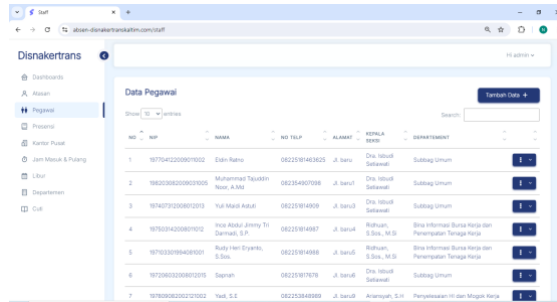 Staff
absen-disnakertranskaltim.com/staff
Disnakertrans
Hi admin
Dashboards
Alasan
Pegawai
Presensi
Kantor Pusat
Jam Masuk & Pulang
Libur
Departemen
Cuti
Data Pegawai
Tambah Data +
Show 10 entries
Search:
NO NIP NAMA NO TELP ALAMAT KEPALA SEKSI DEPARTEMENT
1 Edin Ratno Jl. baru Dra. Isbudi Setiawati Subbag Umum
2 Muhammad Tajuddin Noor, A.Md Jl. baru1 Dra. Isbudi Setiawati Subbag Umum
3 Yuli Maidi Astuti Jl. baru3 Dra. Isbudi Setiawati Subbag Umum
4 Ince Abdul Jimmy Tri Darmadi, S.P. Jl. baru4 Ridhuan, S.Sos., M.Si Bina Informasi Bursa Kerja dan Penempatan Tenaga Kerja
5 Rudy Heri Eryanto, S.Sos. Jl. baru5 Ridhuan, S.Sos., M.Si Bina Informasi Bursa Kerja dan Penempatan Tenaga Kerja
6 Sapnah Jl. baru8 Dra. Isbudi Setiawati Subbag Umum
7 Yedi, S.E Jl. baru9 Ariansyah, S.H Penyelesaian HI dan Mogok Kerja